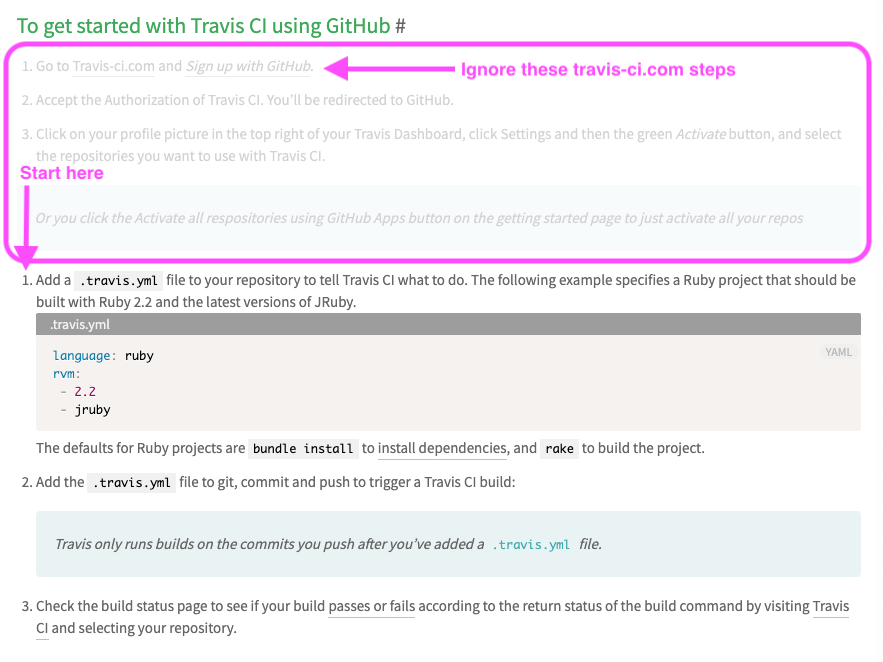 To get started with Travis CI using GitHub #
1. Go to Travis-ci.com and Sign up with GitHub.
Ignore these travis-ci.com steps
2. Accept the Authorization of Travis CI. You'll be redirected to GitHub.
3. Click on your profile picture in the top right of your Travis Dashboard, click Settings and then the green Activate button, and select
the repositories you want to use with Travis CI.
Start here
Or you click the Activate all respositories using GitHub Apps button on the getting started page to just activate all your repos
1. Add a .travis.yml file to your repository to tell Travis CI what to do. The following example specifies a Ruby project that should be
built with Ruby 2.2 and the latest versions of JRuby.
.travis.yml
YAML
language: ruby
rvm:
- 2.2
- jruby
The defaults for Ruby projects are bundle install to install dependencies, and rake to build the project.
2. Add the .travis.yml file to git, commit and push to trigger a Travis CI build:
Travis only runs builds on the commits you push after you've added a .travis.yml file.
3. Check the build status page to see if your build passes or fails according to the return status of the build command by visiting Travis
CI and selecting your repository.